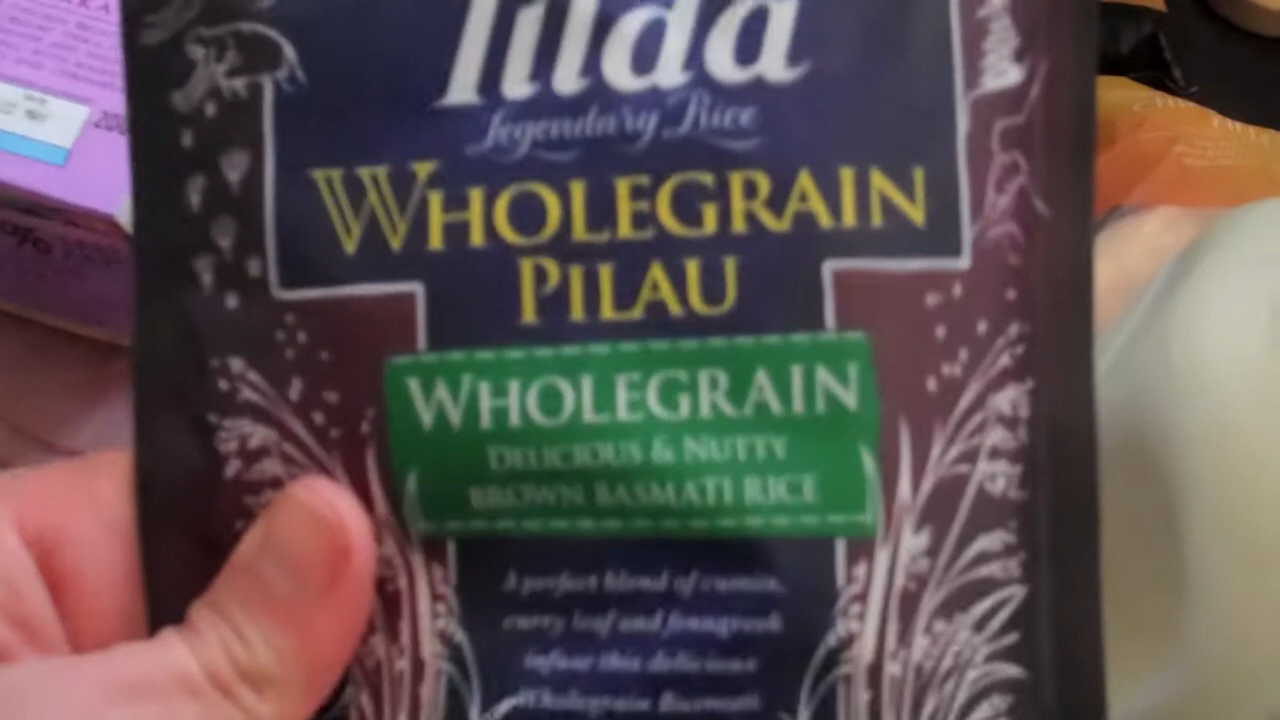 Tilda
Legendary Rice
WHOLEGRAIN
PILAU
WHOLEGRAIN
DELICIOUS & NUTTY
BROWN BASMATI RICE
A perfect blend of cumin,
curry leaf and fenugreek
infuse this delicious
Wholegrain Basmati
200